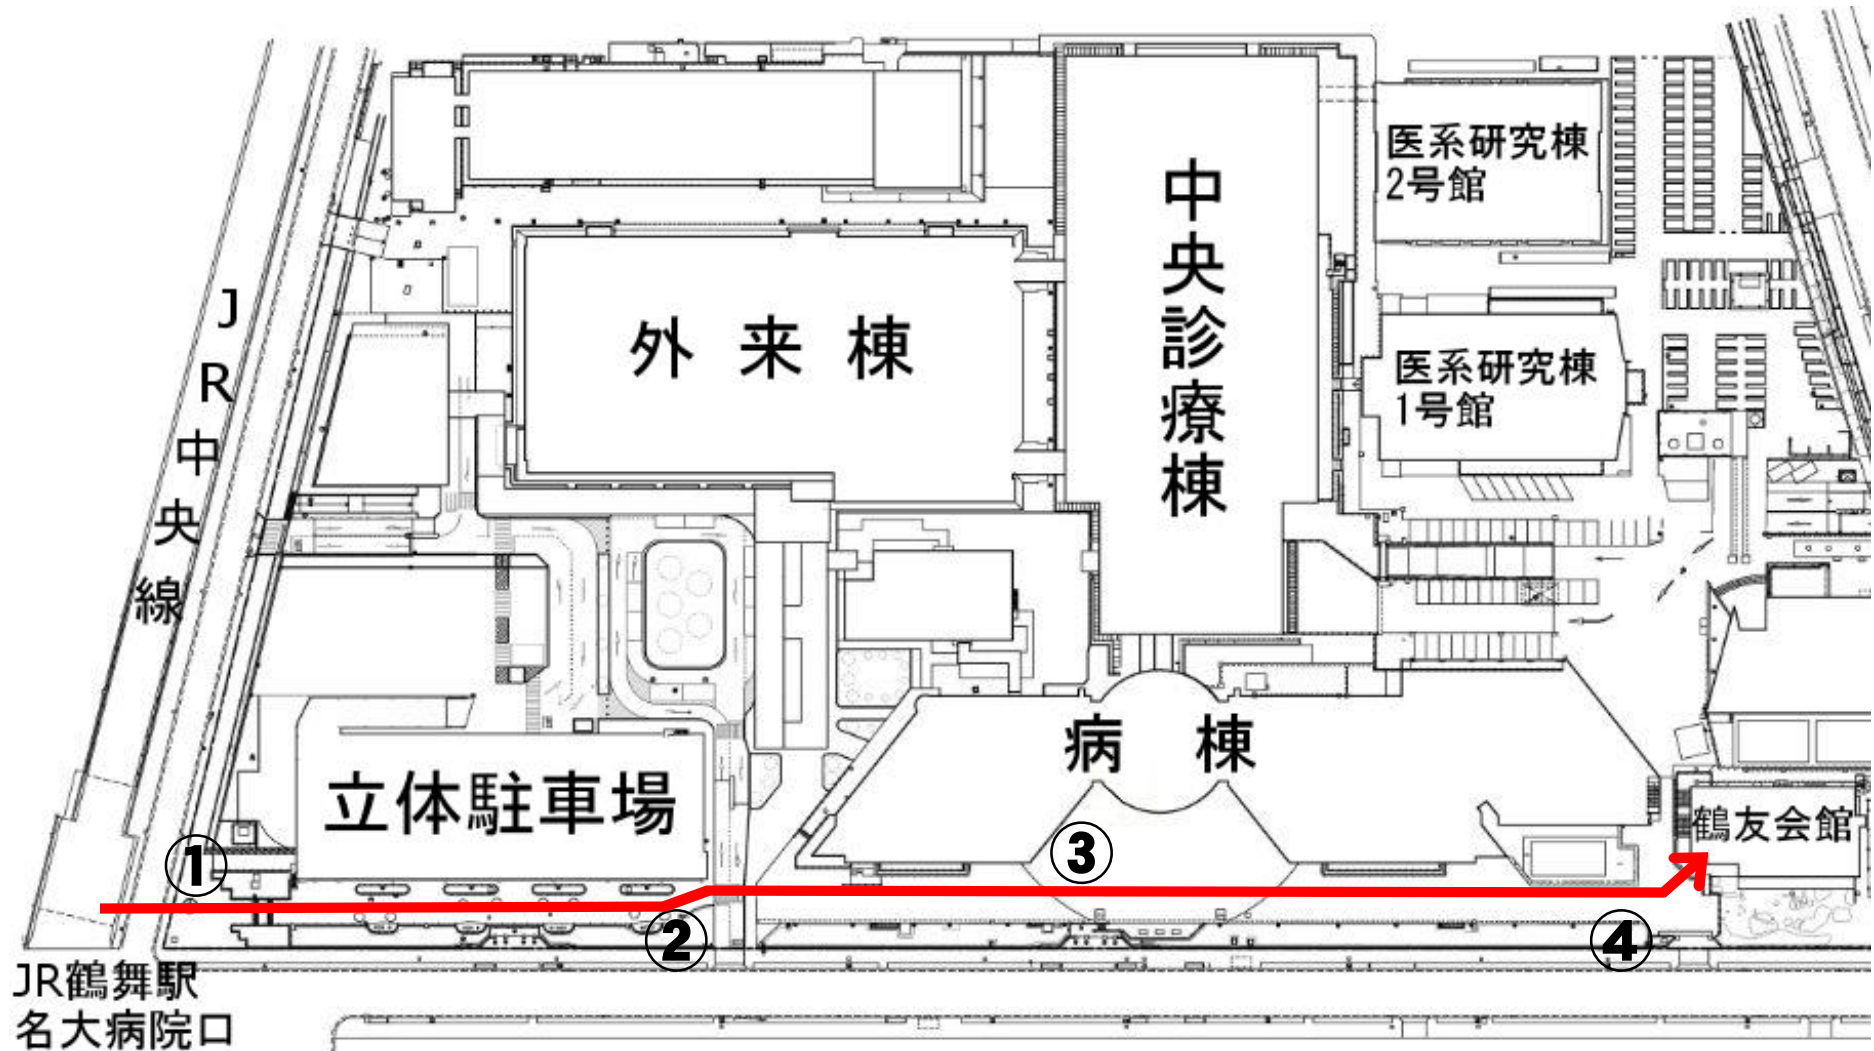 医系研究棟
2号館
中央診療棟
JR中央線
外来棟
医系研究棟
1号館
病棟
立体駐車場
鶴友会館
①
②
③
④
JR鶴舞駅
名大病院口